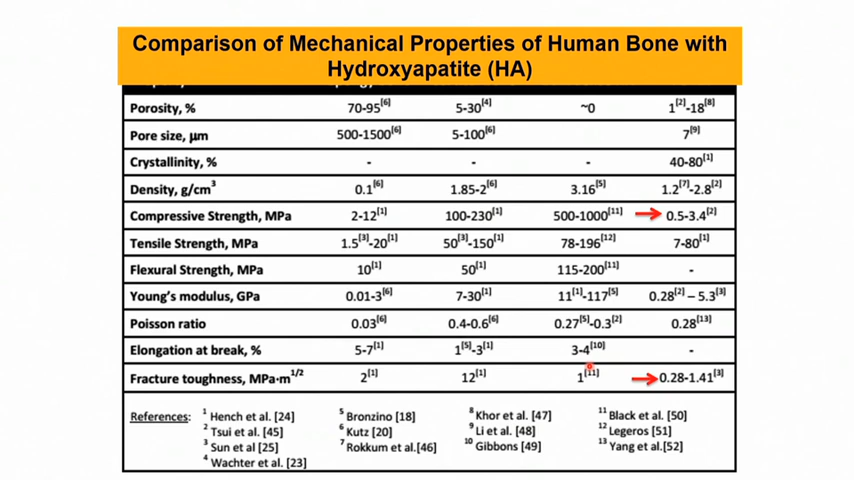 Comparison of Mechanical Properties of Human Bone with
Hydroxyapatite (HA)
Porosity, % 70-95[6] 5-30[4] ~0 1[2]-18[8]
Pore size, μm 500-1500[6] 5-100[6] 7[9]
Crystallinity, % - - - 40-80[1]
Density, g/cm3 0.1[6] 1.85-2[6] 3.16[5] 1.2[7]-2.8[2]
Compressive Strength, MPa 2-12[1] 100-230[1] 500-1000[11] 0.5-3.4[2]
Tensile Strength, MPa 1.5[3]-20[1] 50[3]-150[1] 78-196[12] 7-80[1]
Flexural Strength, MPa 10[1] 50[1] 115-200[11] -
Young's modulus, GPa 0.01-3[6] 7-30[1] 11[1]-117[5] 0.28[2] – 5.3[3]
Poisson ratio 0.03[6] 0.4-0.6[6] 0.27[5]-0.3[2] 0.28[13]
Elongation at break, % 5-7[1] 1[5]-3[1] 3-4[10] -
Fracture toughness, MPa·m1/2 2[1] 12[1] 1[11] 0.28-1.41[3]
References: 1 Hench et al. [24] 5 Bronzino [18] 8 Khor et al. [47] 11 Black et al. [50]
2 Tsui et al. [45] 6 Kutz [20] 9 Li et al. [48] 12 Legeros [51]
3 Sun et al [25] 7 Rokkum et al.[46] 10 Gibbons [49] 13 Yang et al.[52]
4 Wachter et al. [23]